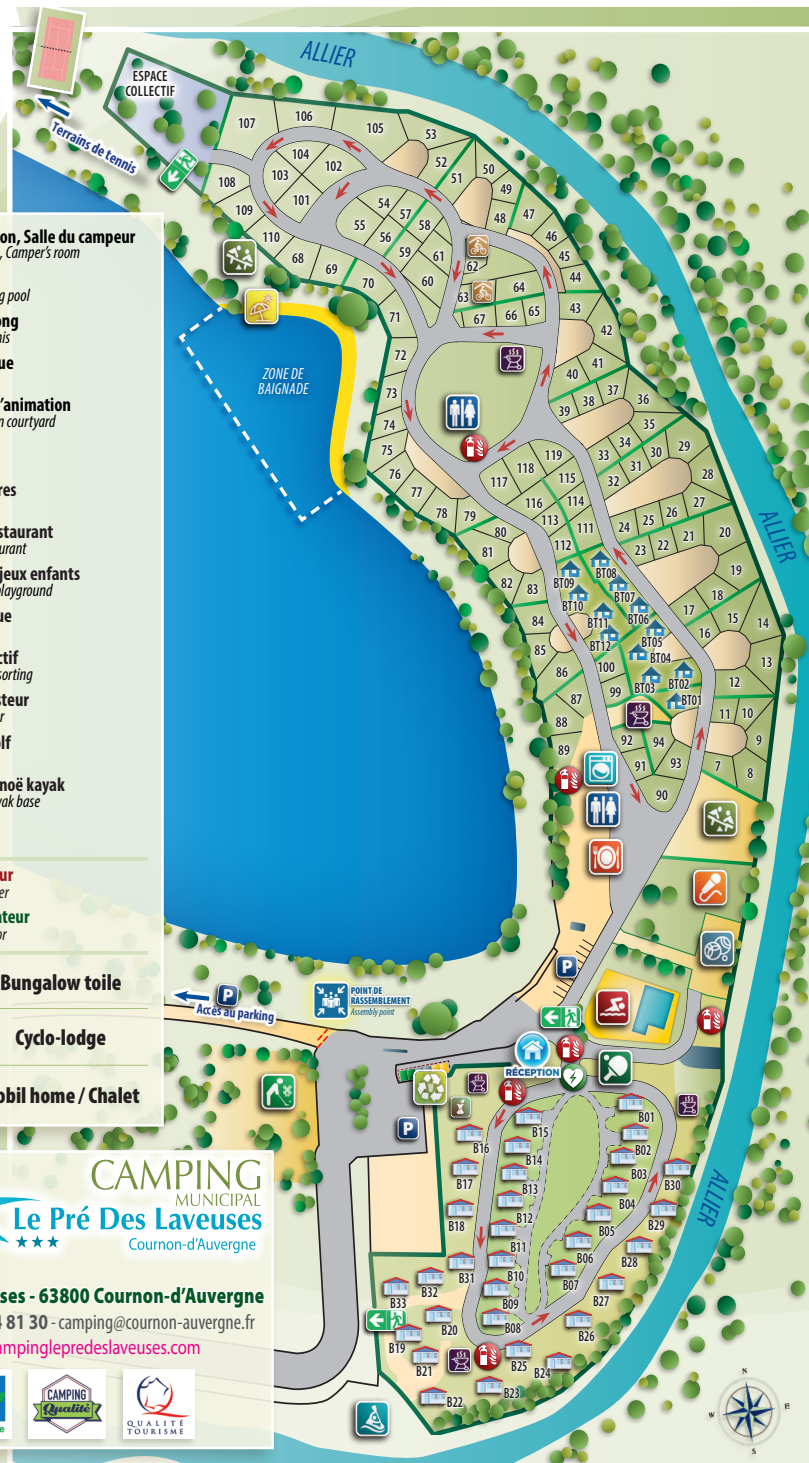 ALLIER
ESPACE
COLLECTIF
Terrains de tennis
107
106
105
53
104
102
52
103
51
50
108
101
54
49
109
57
48
47
55
58
110
56
46
59
68
61
45
69
62
44
60
70
63
64
43
71
67
66
65
42
72
41
40
73
38
37
36
39
74
35
34
75
119
33
30
29
118
31
76
117
115
32
28
77
116
114
27
78
79
26
113
111
24
25
80
21
20
112
23
22
81
19
82
83
18
17
84
15
14
16
85
13
100
86
12
99
87
11
10
88
92
94
9
89
91
93
7
8
90
BT09
BT08
BT07
BT10
BT06
BT11
BT05
BT12
BT04
BT03
BT02
BT01
ZONE DE
BAIGNADE
ALLIER
on, Salle du campeur
, Camper's room
g pool
ong
nis
ue
'animation
n courtyard
res
staurant
urant
jeux enfants
playground
ue
ctif
sorting
steur
r
lf
noë kayak
yak base
ur
er
ateur
or
Bungalow toile
Cyclo-lodge
obil home / Chalet
P
P
Accès au parking
POINT DE
RASSEMBLEMENT
Assembly point
RÉCEPTION
P
B01
B15
B16
B02
B14
B17
B03
B30
B13
B04
B18
B12
B29
B05
B11
B06
B28
B31
B10
B07
B32
B27
B33
B09
B20
B08
B26
B19
B25
B21
B24
B23
B22
ALLIER
CAMPING
MUNICIPAL
Le Pré Des Laveuses
Cournon-d'Auvergne
ses - 63800 Cournon-d'Auvergne
81 30 - camping@cournon-auvergne.fr
ampinglepredeslaveuses.com
CAMPING
Qualité
QUALITÉ
TOURISME
e
S
W
E
S